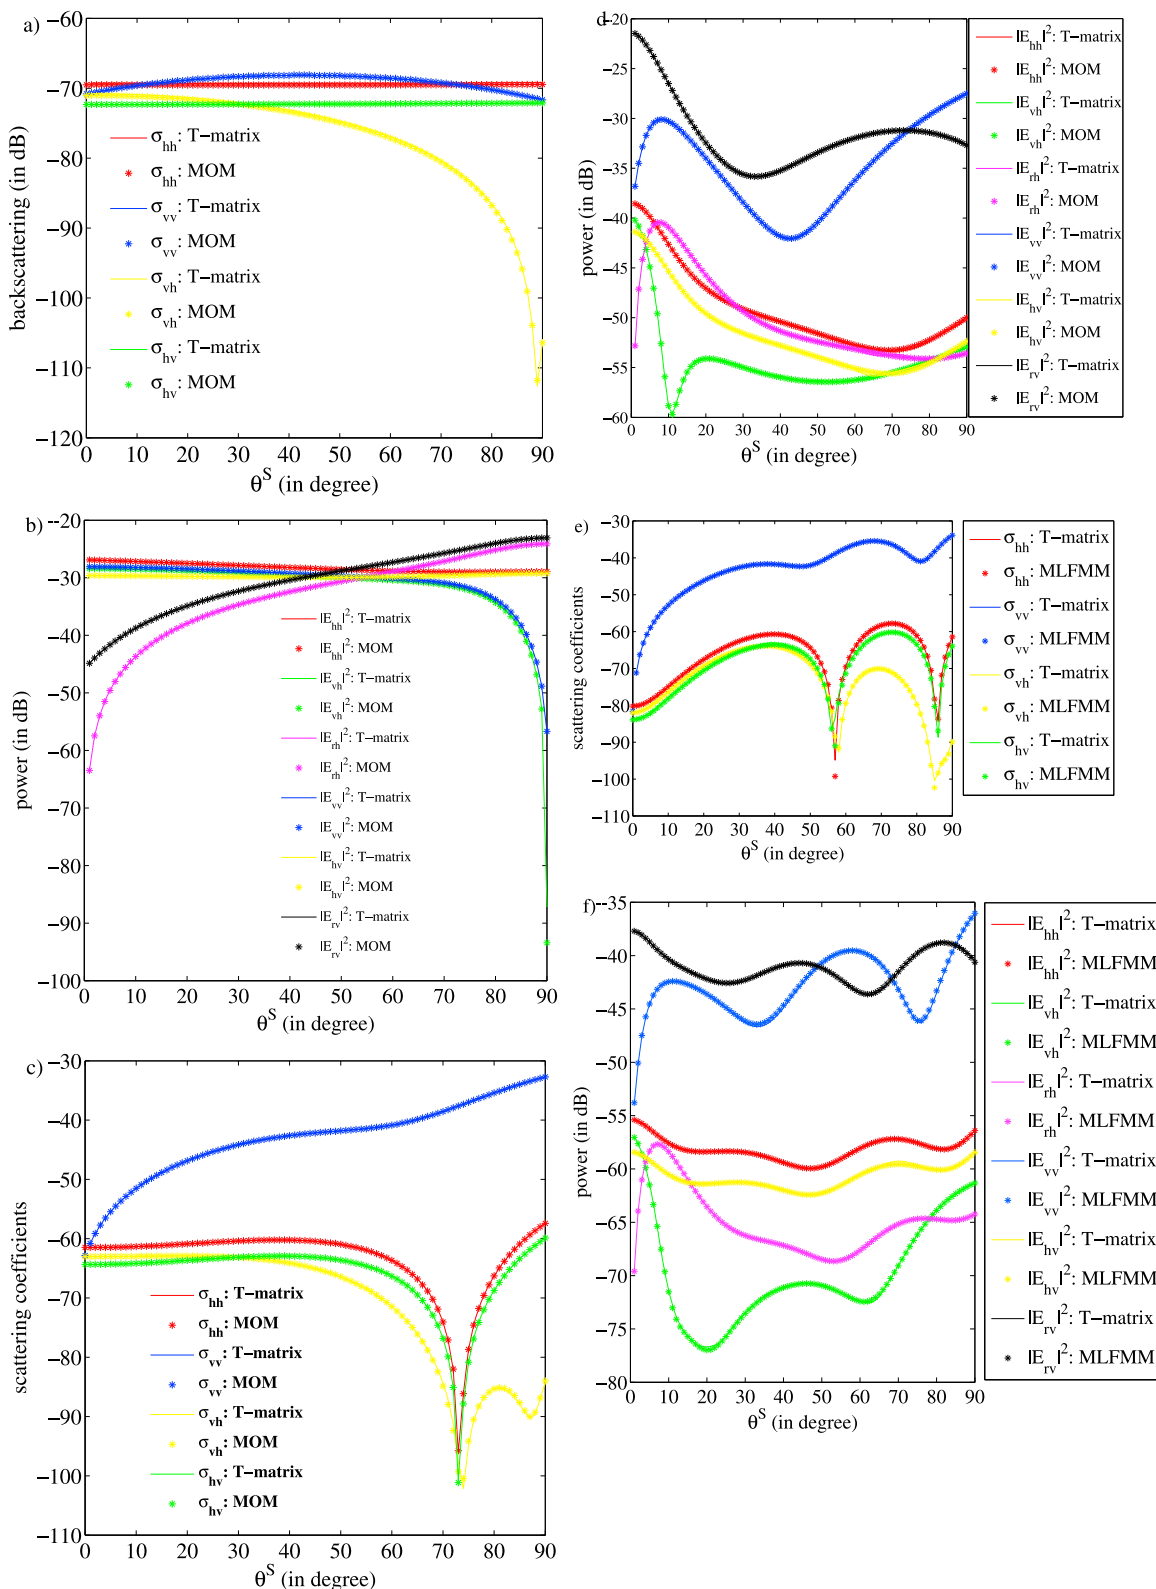 a)
−60
−70
−80
−90
−100
−110
−120
backscattering (in dB)
σhh: T−matrix
σhh: MOM
σvv: T−matrix
σvv: MOM
σvh: T−matrix
σvh: MOM
σhv: T−matrix
σhv: MOM
0 10 20 30 40 50 60 70 80 90
θS (in degree)
b)
−20
−30
−40
−50
−60
−70
−80
−90
−100
power (in dB)
|Ehh|2: T−matrix
|Ehh|2: MOM
|Evh|2: T−matrix
|Evh|2: MOM
|Erh|2: T−matrix
|Erh|2: MOM
|Evv|2: T−matrix
|Evv|2: MOM
|Ehv|2: T−matrix
|Ehv|2: MOM
|Erv|2: T−matrix
|Erv|2: MOM
0 10 20 30 40 50 60 70 80 90
θS (in degree)
c)
−30
−40
−50
−60
−70
−80
−90
−100
−110
scattering coefficients
σhh: T−matrix
σhh: MOM
σvv: T−matrix
σvv: MOM
σvh: T−matrix
σvh: MOM
σhv: T−matrix
σhv: MOM
0 10 20 30 40 50 60 70 80 90
θS (in degree)
d)
−20
−25
−30
−35
−40
−45
−50
−55
−60
power (in dB)
0 10 20 30 40 50 60 70 80 90
θS (in degree)
|Ehh|2: T−matrix
|Ehh|2: MOM
|Evh|2: T−matrix
|Evh|2: MOM
|Erh|2: T−matrix
|Erh|2: MOM
|Evv|2: T−matrix
|Evv|2: MOM
|Ehv|2: T−matrix
|Ehv|2: MOM
|Erv|2: T−matrix
|Erv|2: MOM
e)
−30
−40
−50
−60
−70
−80
−90
−100
−110
scattering coefficients
0 10 20 30 40 50 60 70 80 90
θS (in degree)
σhh: T−matrix
σhh: MLFMM
σvv: T−matrix
σvv: MLFMM
σvh: T−matrix
σvh: MLFMM
σhv: T−matrix
σhv: MLFMM
f)
−35
−40
−45
−50
−55
−60
−65
−70
−75
−80
power (in dB)
0 10 20 30 40 50 60 70 80 90
θS (in degree)
|Ehh|2: T−matrix
|Ehh|2: MLFMM
|Evh|2: T−matrix
|Evh|2: MLFMM
|Erh|2: T−matrix
|Erh|2: MLFMM
|Evv|2: T−matrix
|Evv|2: MLFMM
|Ehv|2: T−matrix
|Ehv|2: MLFMM
|Erv|2: T−matrix
|Erv|2: MLFMM